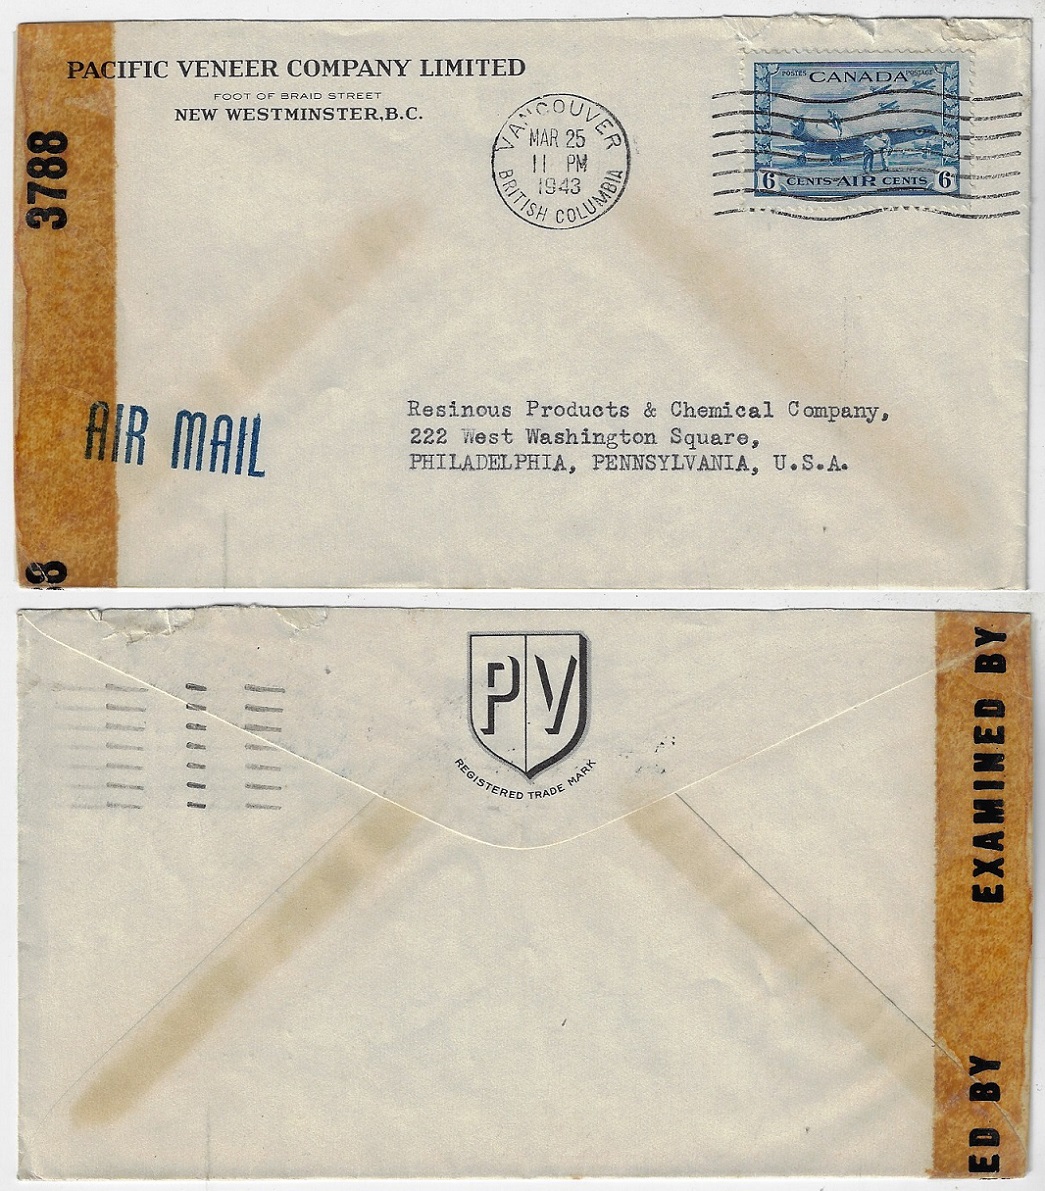 PACIFIC VENEER COMPANY LIMITED
FOOT OF BRAID STREET
NEW WESTMINSTER, B.C.
3788
8
VANCOUVER
MAR 25
11 PM
1943
BRITISH COLUMBIA
POSTES CANADA POSTAGE
6 CENTS-AIR CENTS 6
AIR MAIL
Resinous Products & Chemical Company,
222 West Washington Square,
PHILADELPHIA, PENNSYLVANIA, U.S.A.
PV
REGISTERED TRADE MARK
EXAMINED BY
ED BY